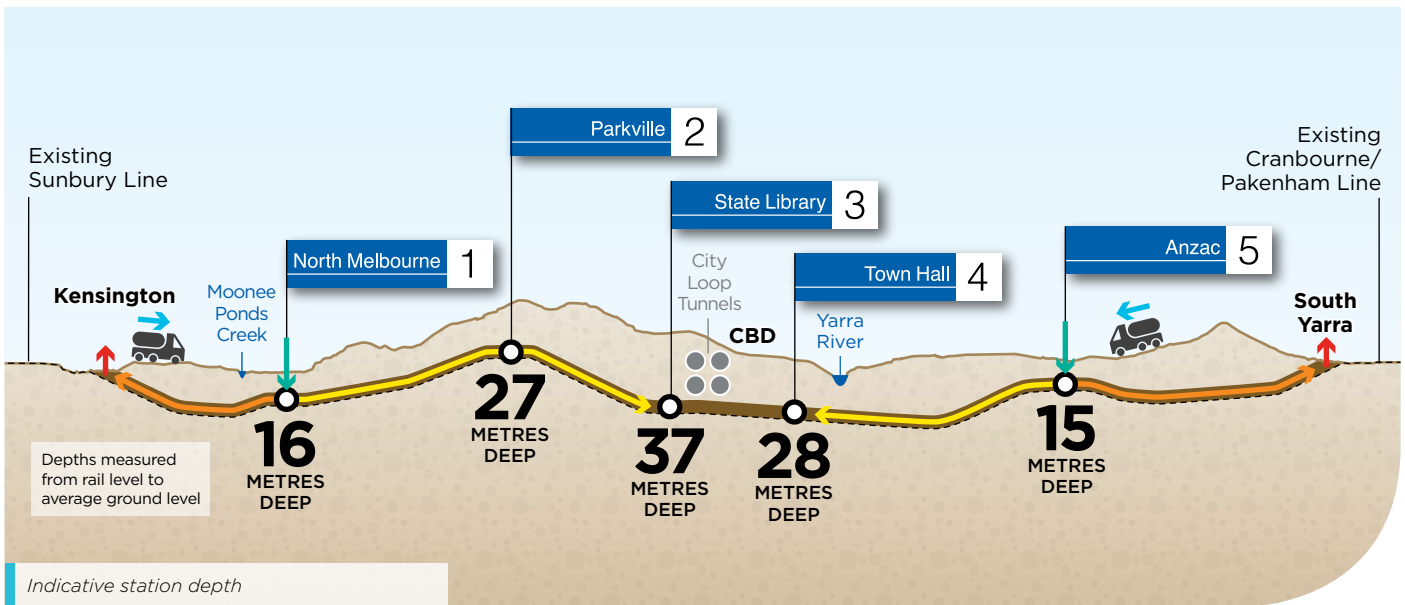 Existing
Sunbury Line
Kensington
Moonee
Ponds
Creek
North Melbourne 1
16
METRES
DEEP
Parkville 2
27
METRES
DEEP
State Library 3
37
METRES
DEEP
City
Loop
Tunnels
CBD
Town Hall 4
28
METRES
DEEP
Yarra
River
Anzac 5
15
METRES
DEEP
South
Yarra
Existing
Cranbourne/
Pakenham Line
Depths measured
from rail level to
average ground level
Indicative station depth